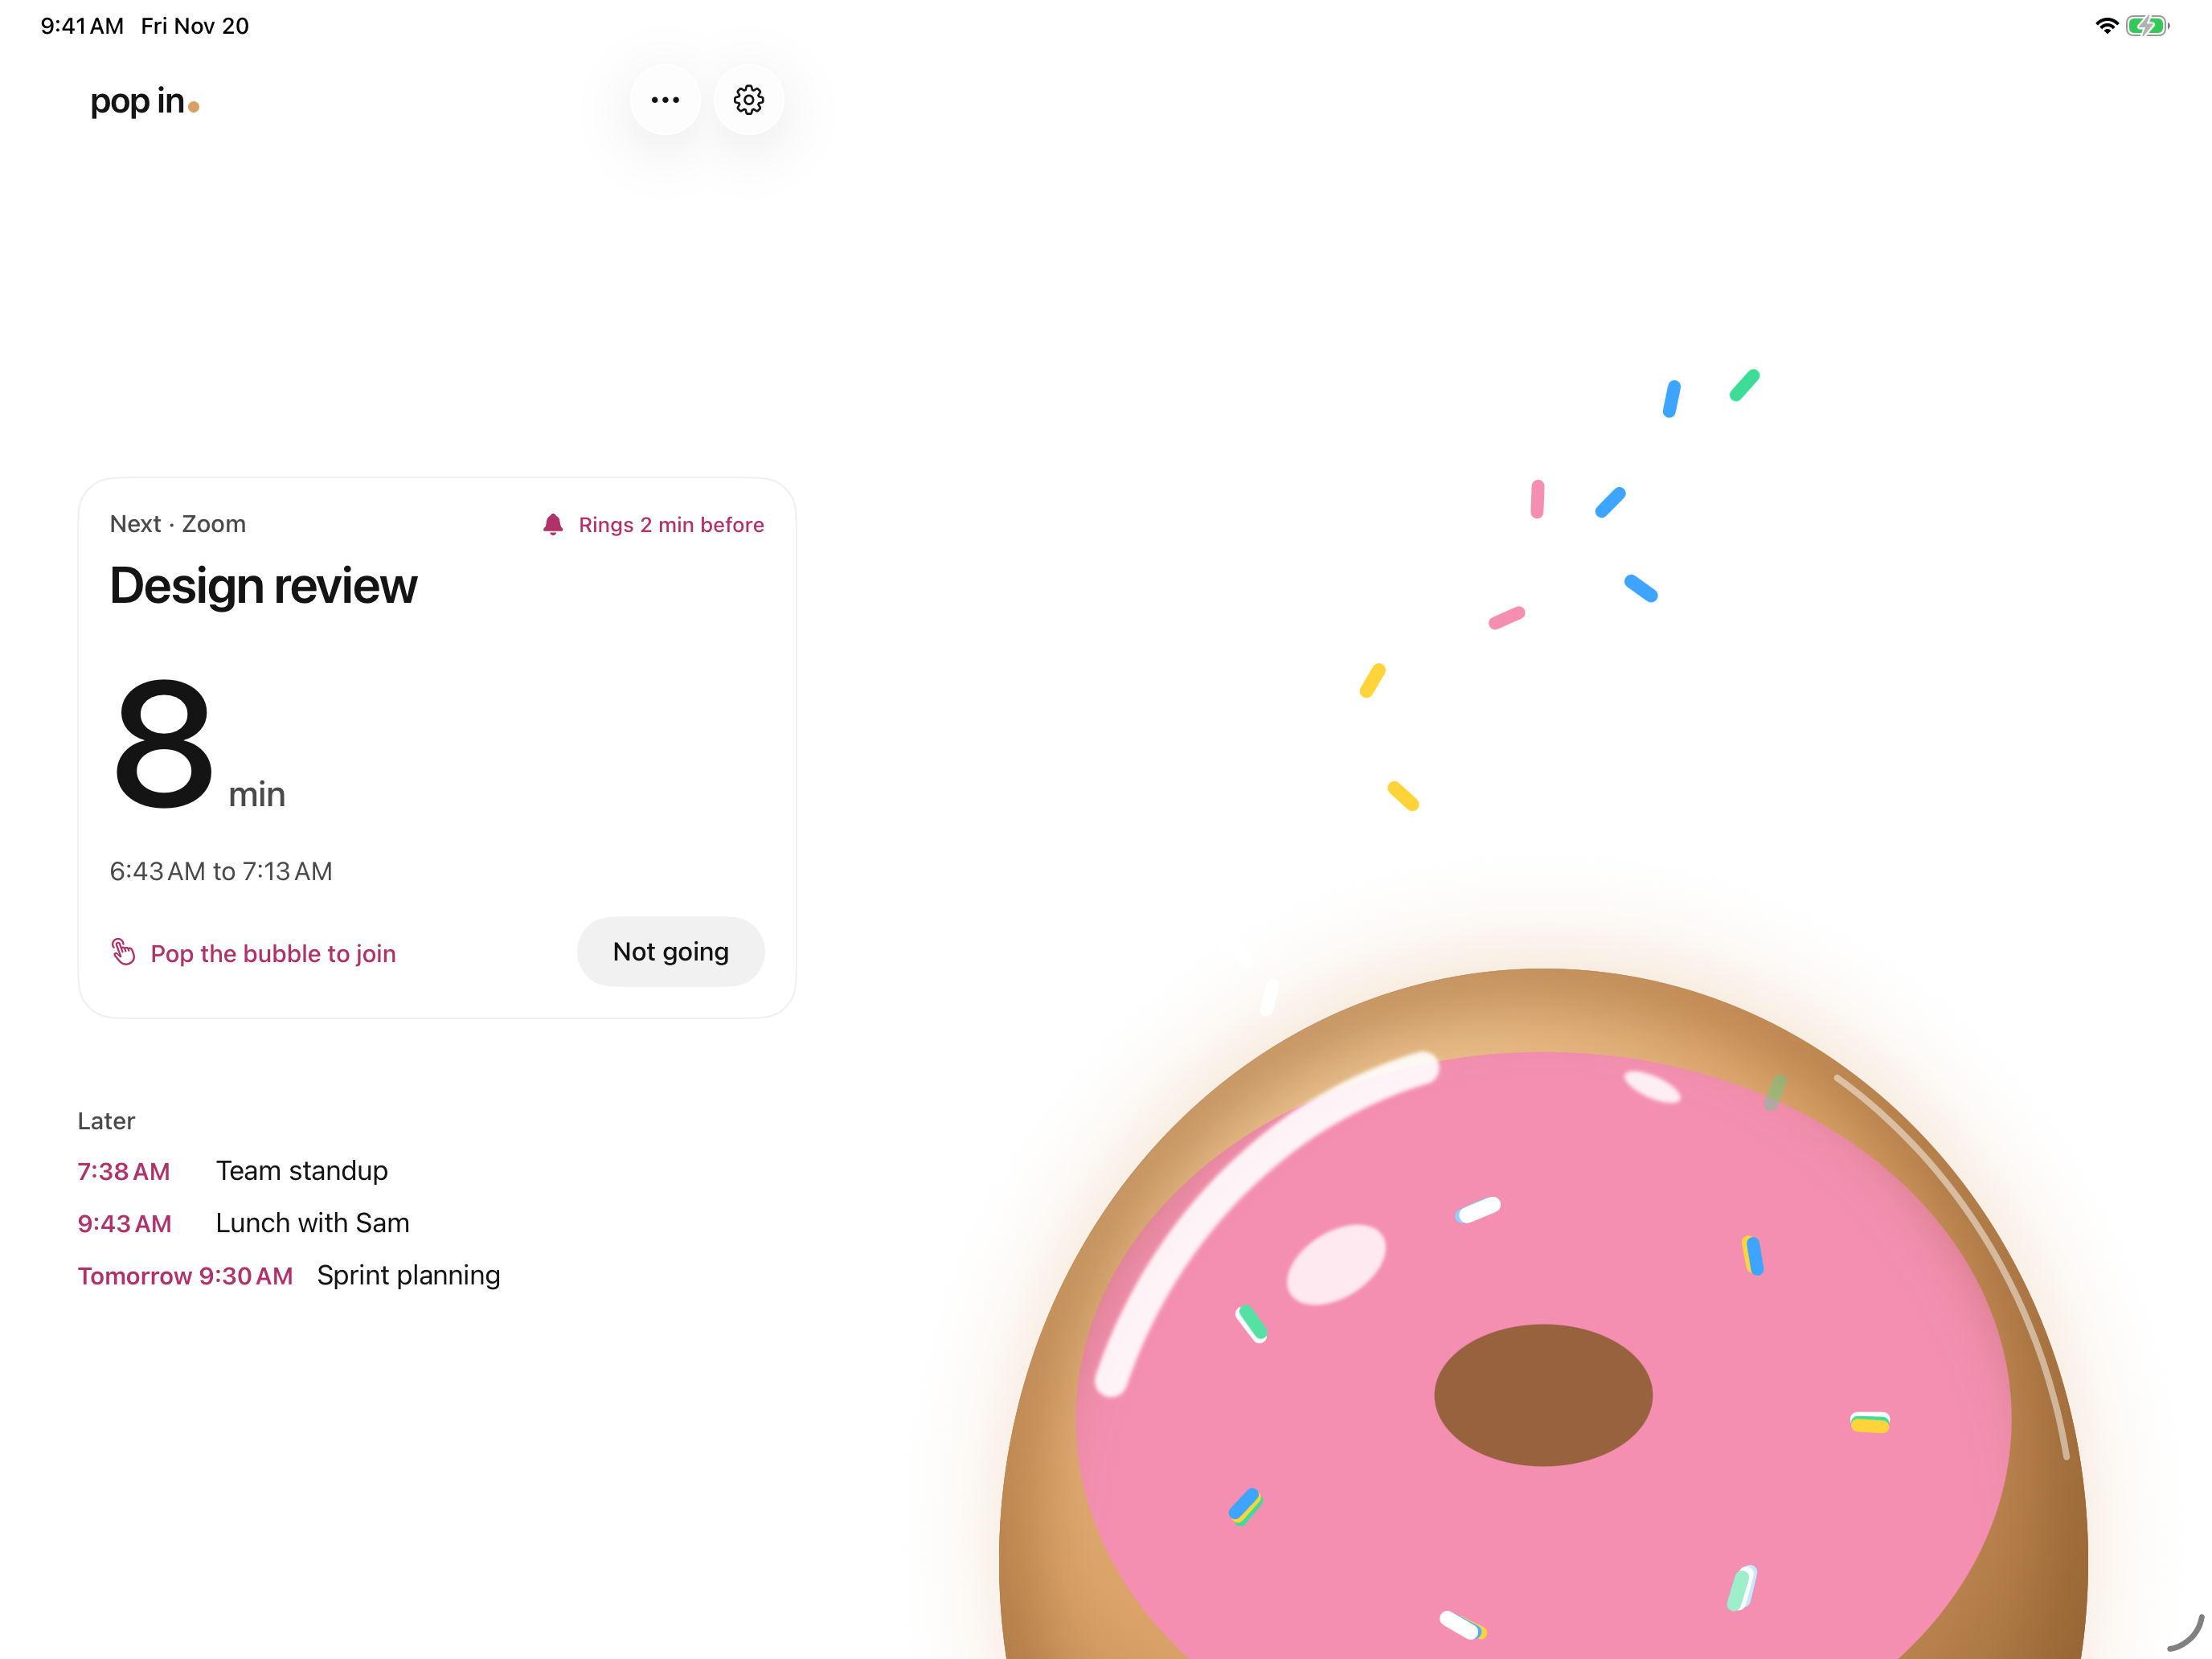 9:41 AM Fri Nov 20
pop in.
Next · Zoom
Rings 2 min before
Design review
8 min
6:43 AM to 7:13 AM
Pop the bubble to join
Not going
Later
7:38 AM Team standup
9:43 AM Lunch with Sam
Tomorrow 9:30 AM Sprint planning